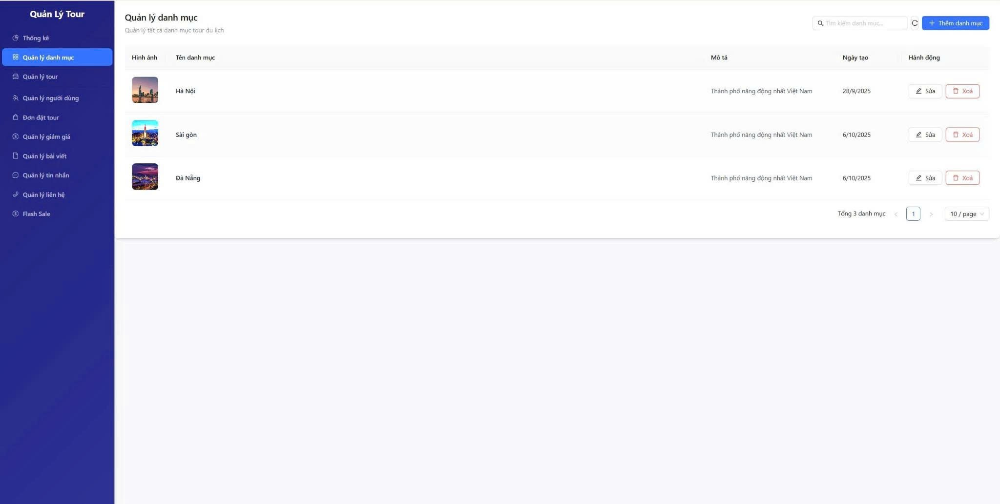 Quản Lý Tour
Thống kê
Quản lý danh mục
Quản lý tour
Quản lý người dùng
Đơn đặt tour
Quản lý giảm giá
Quản lý bài viết
Quản lý tin nhắn
Quản lý liên hệ
Flash Sale
Quản lý danh mục
Quản lý tất cả danh mục tour du lịch
Tìm kiếm danh mục...
Thêm danh mục
Hình ảnh Tên danh mục Mô tả Ngày tạo Hành động
Hà Nội Thành phố năng động nhất Việt Nam 28/9/2025 Sửa Xoá
Sài gòn Thành phố năng động nhất Việt Nam 6/10/2025 Sửa Xoá
Đà Nẵng Thành phố năng động nhất Việt Nam 6/10/2025 Sửa Xoá
Tổng 3 danh mục < 1 > 10 / page